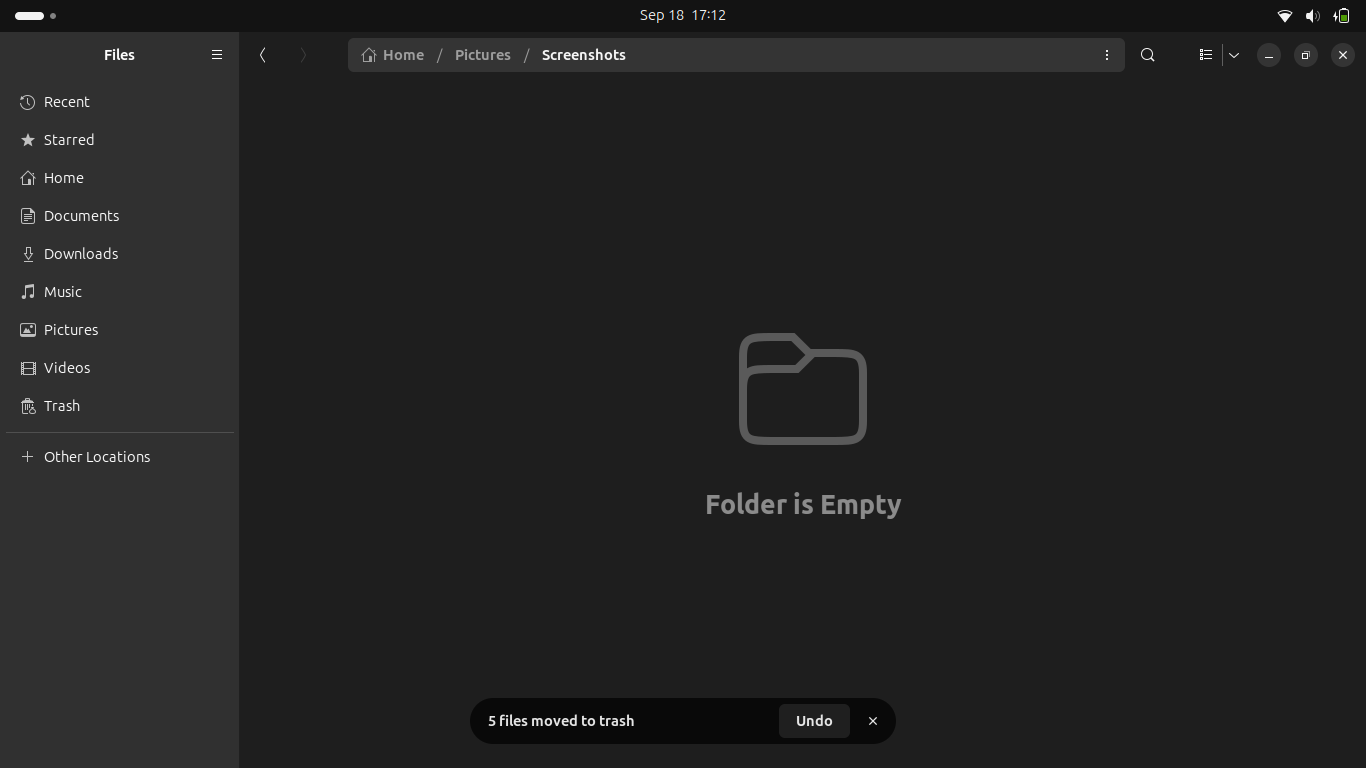 Sep 18 17:12
Files
Home / Pictures / Screenshots
Recent
Starred
Home
Documents
Downloads
Music
Pictures
Videos
Trash
Other Locations
Folder is Empty
5 files moved to trash
Undo